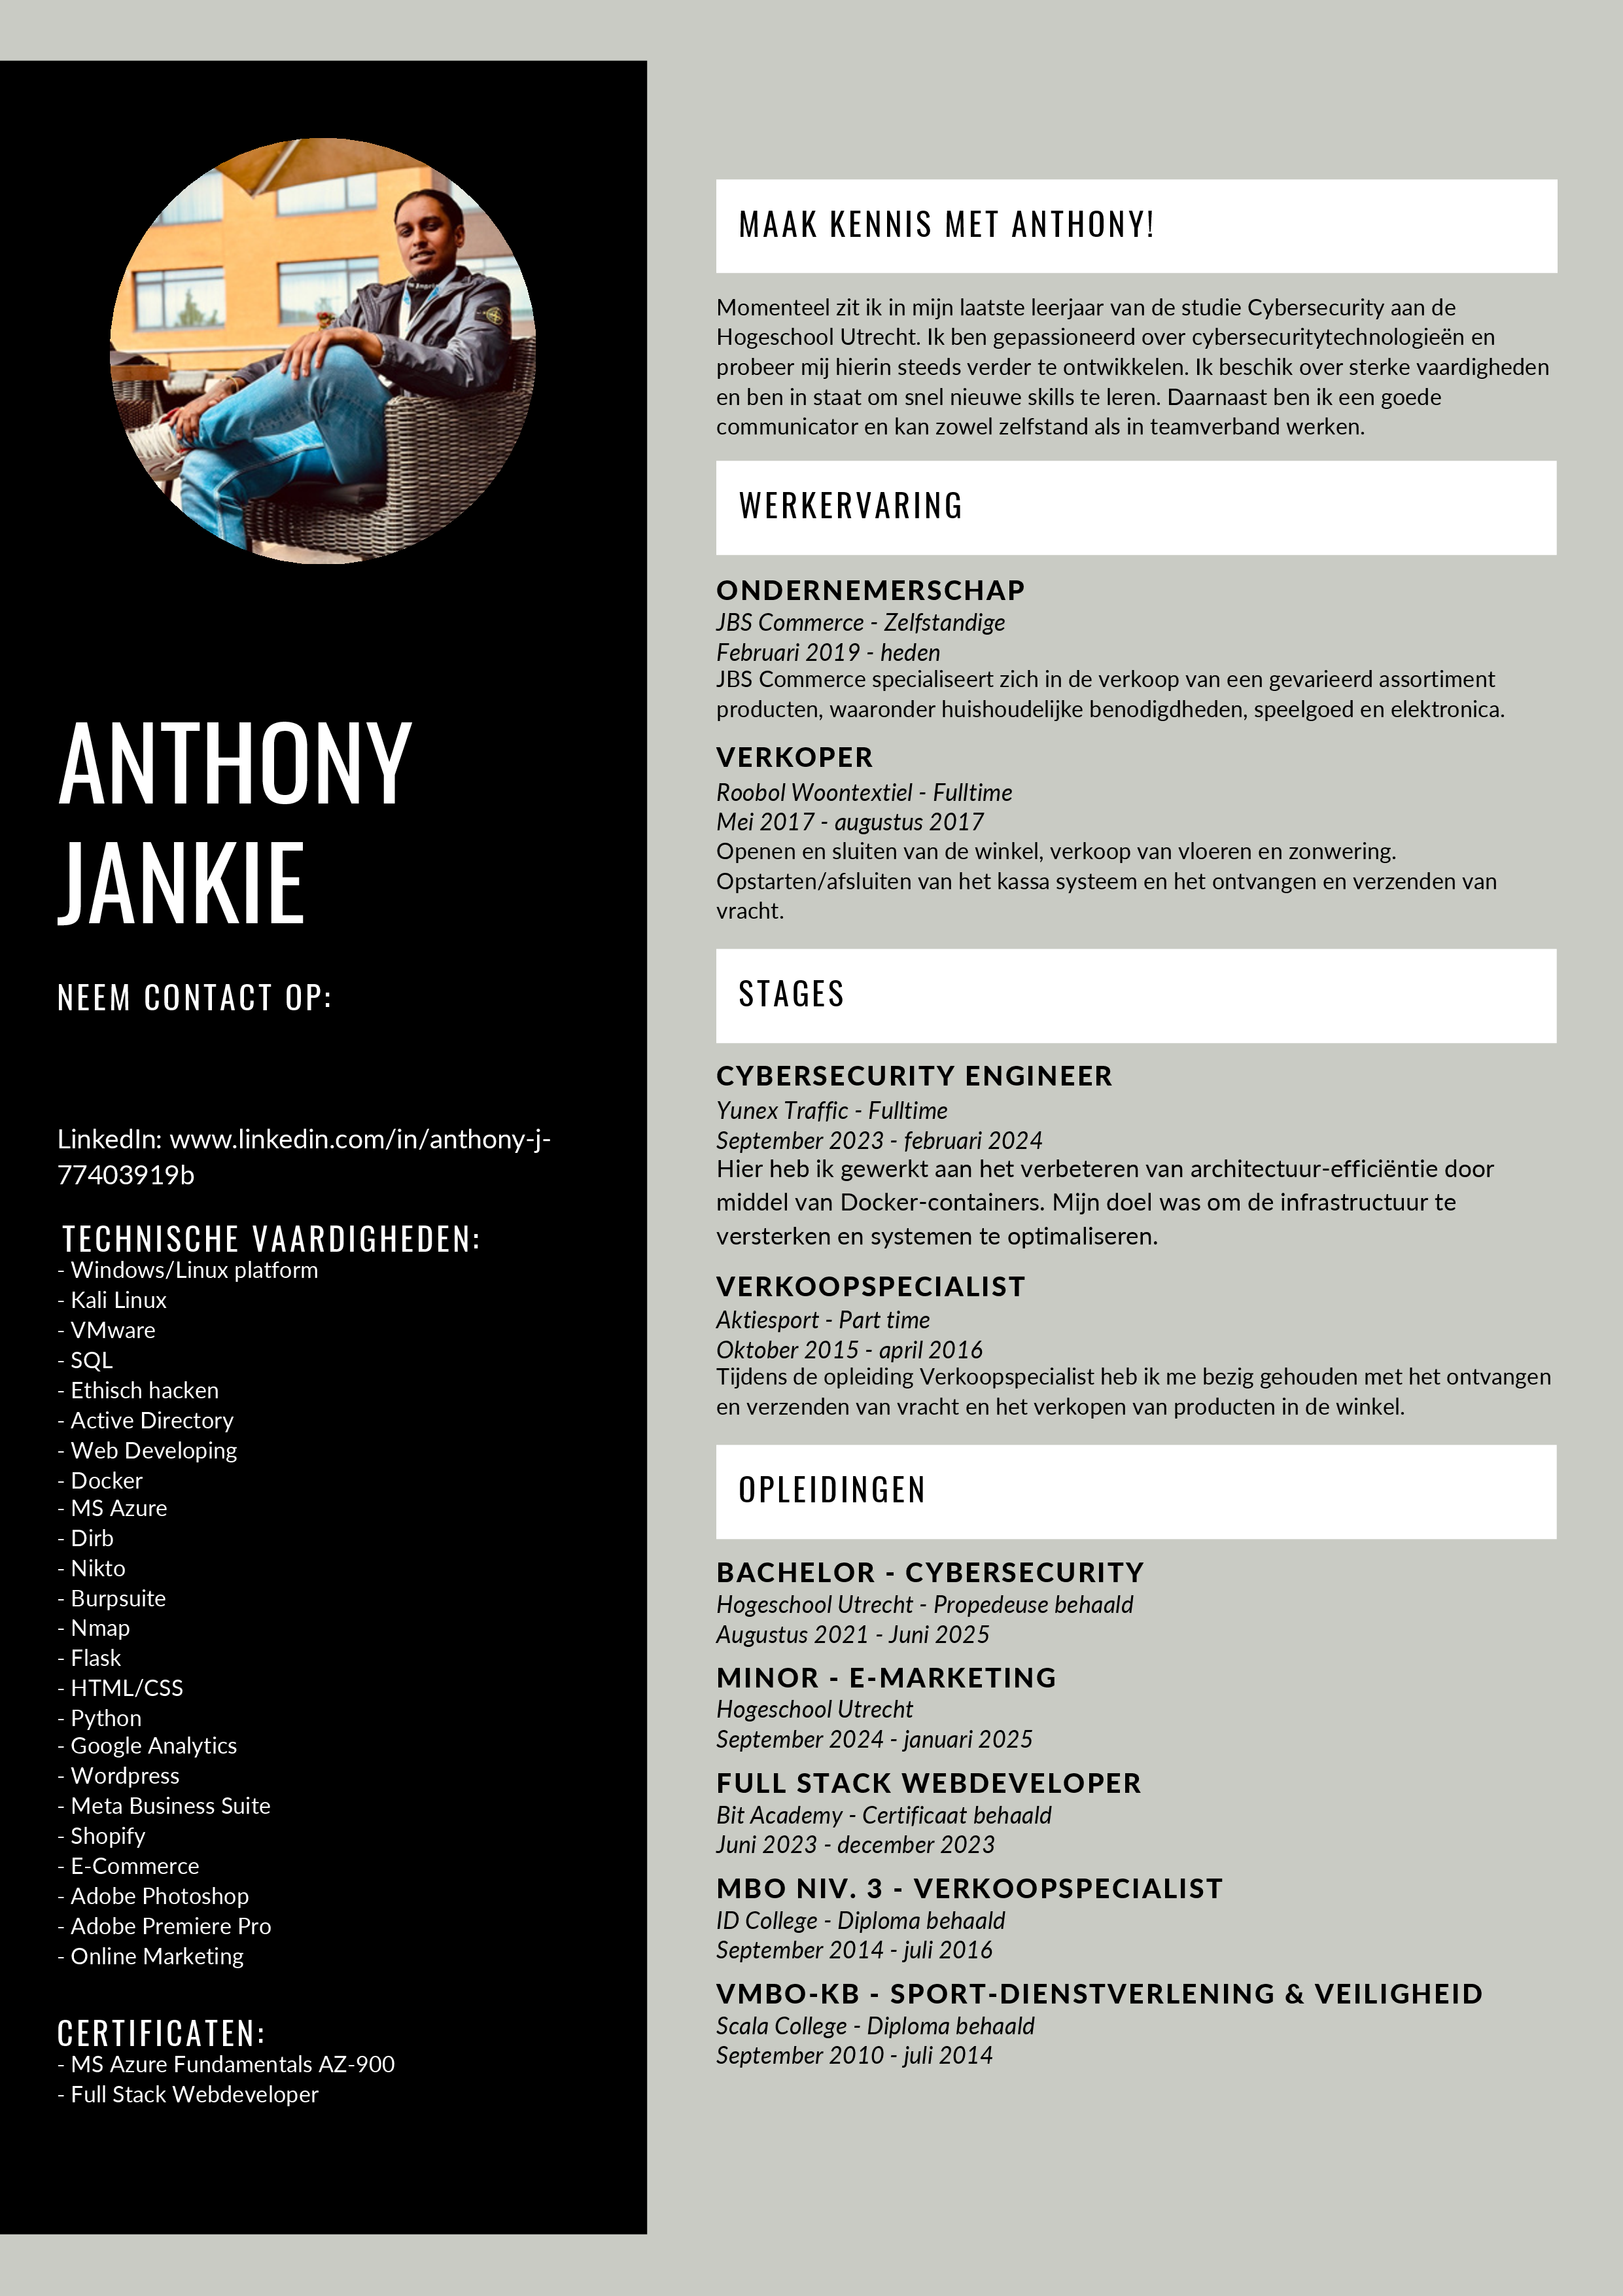 ANTHONY
JANKIE
NEEM CONTACT OP:
LinkedIn: www.linkedin.com/in/anthony-j-
77403919b
TECHNISCHE VAARDIGHEDEN:
- Windows/Linux platform
- Kali Linux
- VMware
- SQL
- Ethisch hacken
- Active Directory
- Web Developing
- Docker
- MS Azure
- Dirb
- Nikto
- Burpsuite
- Nmap
- Flask
- HTML/CSS
- Python
- Google Analytics
- Wordpress
- Meta Business Suite
- Shopify
- E-Commerce
- Adobe Photoshop
- Adobe Premiere Pro
- Online Marketing
CERTIFICATEN:
- MS Azure Fundamentals AZ-900
- Full Stack Webdeveloper
MAAK KENNIS MET ANTHONY!
Momenteel zit ik in mijn laatste leerjaar van de studie Cybersecurity aan de
Hogeschool Utrecht. Ik ben gepassioneerd over cybersecuritytechnologieën en
probeer mij hierin steeds verder te ontwikkelen. Ik beschik over sterke vaardigheden
en ben in staat om snel nieuwe skills te leren. Daarnaast ben ik een goede
communicator en kan zowel zelfstand als in teamverband werken.
WERKERVARING
ONDERNEMERSCHAP
JBS Commerce - Zelfstandige
Februari 2019 - heden
JBS Commerce specialiseert zich in de verkoop van een gevarieerd assortiment
producten, waaronder huishoudelijke benodigdheden, speelgoed en elektronica.
VERKOPER
Roobol Woontextiel - Fulltime
Mei 2017 - augustus 2017
Openen en sluiten van de winkel, verkoop van vloeren en zonwering.
Opstarten/afsluiten van het kassa systeem en het ontvangen en verzenden van
vracht.
STAGES
CYBERSECURITY ENGINEER
Yunex Traffic - Fulltime
September 2023 - februari 2024
Hier heb ik gewerkt aan het verbeteren van architectuur-efficiëntie door
middel van Docker-containers. Mijn doel was om de infrastructuur te
versterken en systemen te optimaliseren.
VERKOOPSPECIALIST
Aktiesport - Part time
Oktober 2015 - april 2016
Tijdens de opleiding Verkoopspecialist heb ik me bezig gehouden met het ontvangen
en verzenden van vracht en het verkopen van producten in de winkel.
OPLEIDINGEN
BACHELOR - CYBERSECURITY
Hogeschool Utrecht - Propedeuse behaald
Augustus 2021 - Juni 2025
MINOR - E-MARKETING
Hogeschool Utrecht
September 2024 - januari 2025
FULL STACK WEBDEVELOPER
Bit Academy - Certificaat behaald
Juni 2023 - december 2023
MBO NIV. 3 - VERKOOPSPECIALIST
ID College - Diploma behaald
September 2014 - juli 2016
VMBO-KB - SPORT-DIENSTVERLENING & VEILIGHEID
Scala College - Diploma behaald
September 2010 - juli 2014